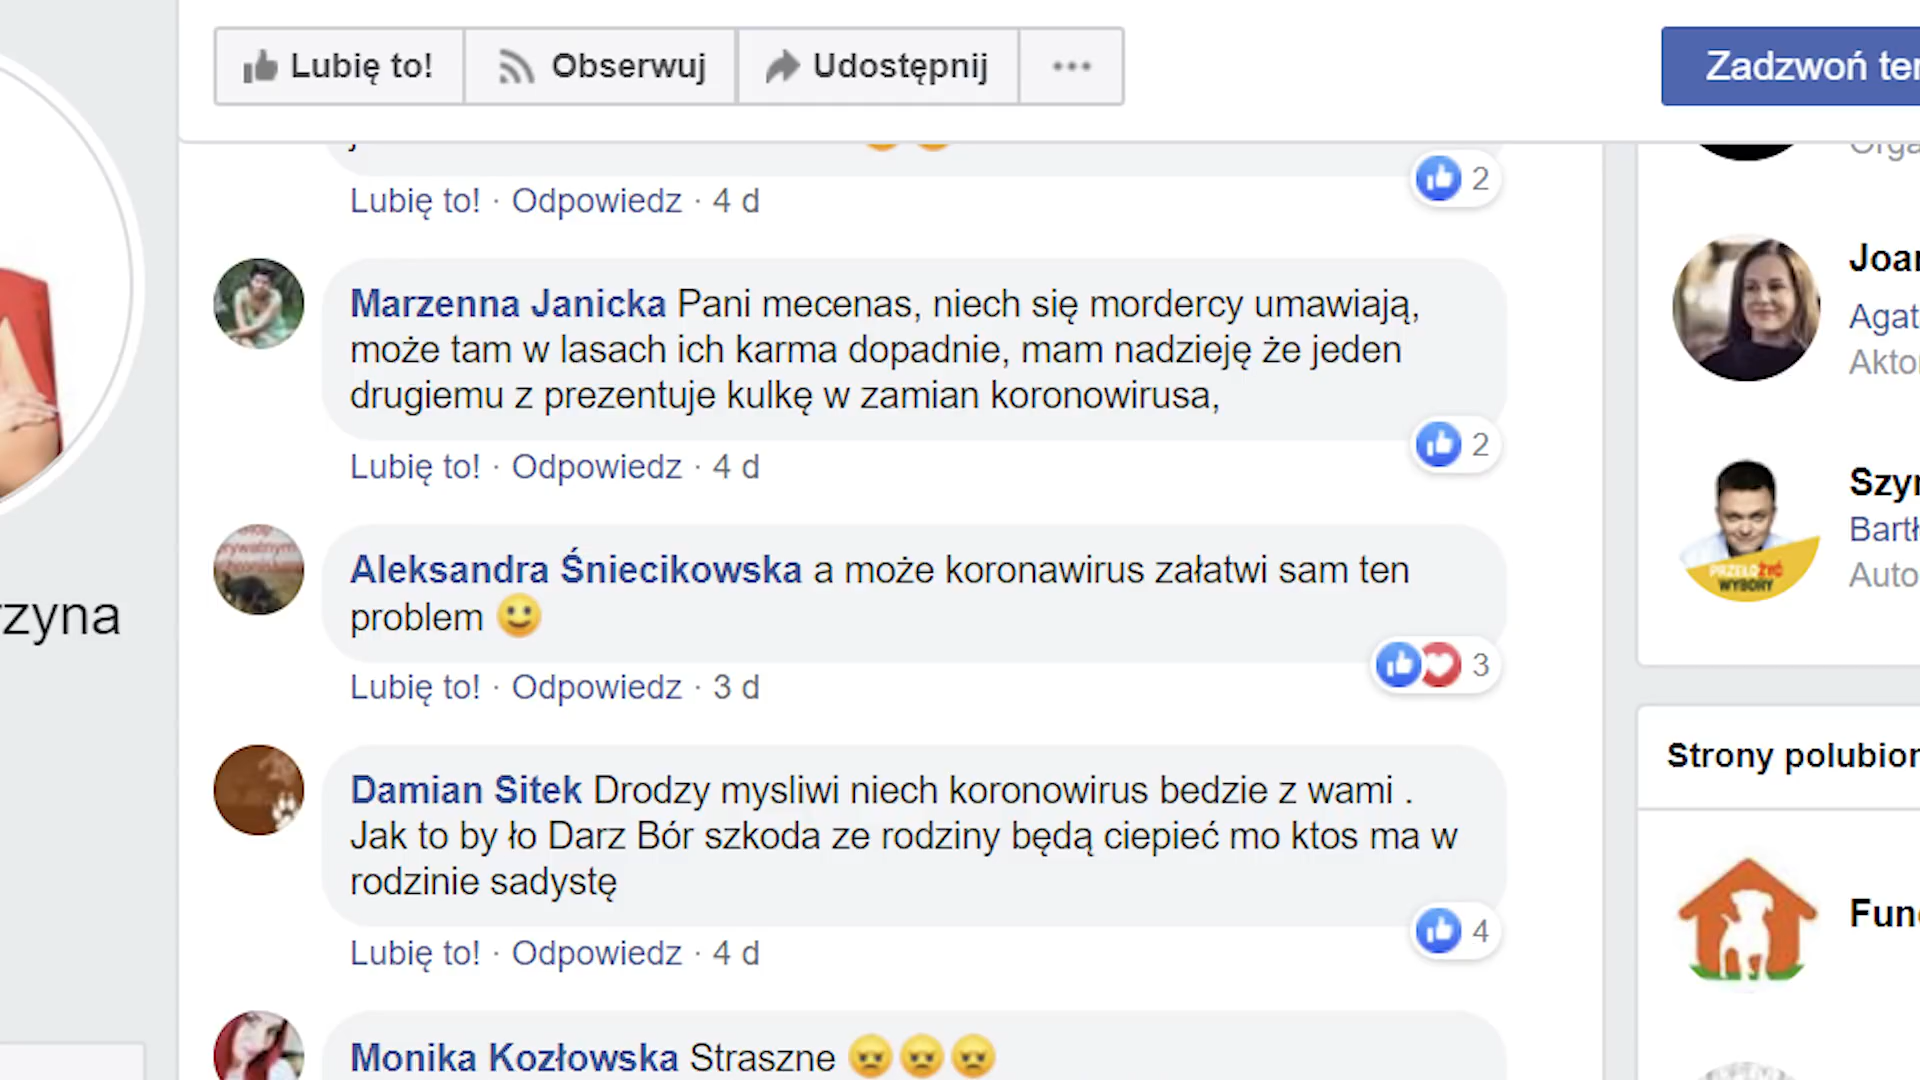 Lubię to!
Obserwuj
Udostępnij
Zadzwoń
Lubię to! · Odpowiedz · 4 d
2
Marzenna Janicka Pani mecenas, niech się mordercy umawiają,
może tam w lasach ich karma dopadnie, mam nadzieję że jeden
drugiemu z prezentuje kulkę w zamian koronowirusa,
2
Lubię to! · Odpowiedz · 4 d
Aleksandra Śniecikowska a może koronawirus załatwi sam ten
problem 🙂
3
Lubię to! · Odpowiedz · 3 d
Damian Sitek Drodzy mysliwi niech koronowirus bedzie z wami .
Jak to by ło Darz Bór szkoda ze rodziny będą ciepieć mo ktos ma w
rodzinie sadystę
4
Lubię to! · Odpowiedz · 4 d
Monika Kozłowska Straszne 😠😠😠
rzyna
Joan
Agat
Akto
Szyr
Bartł
Auto
PRZEŁOŻYĆ
WYBORY
Strony polubion
Fun